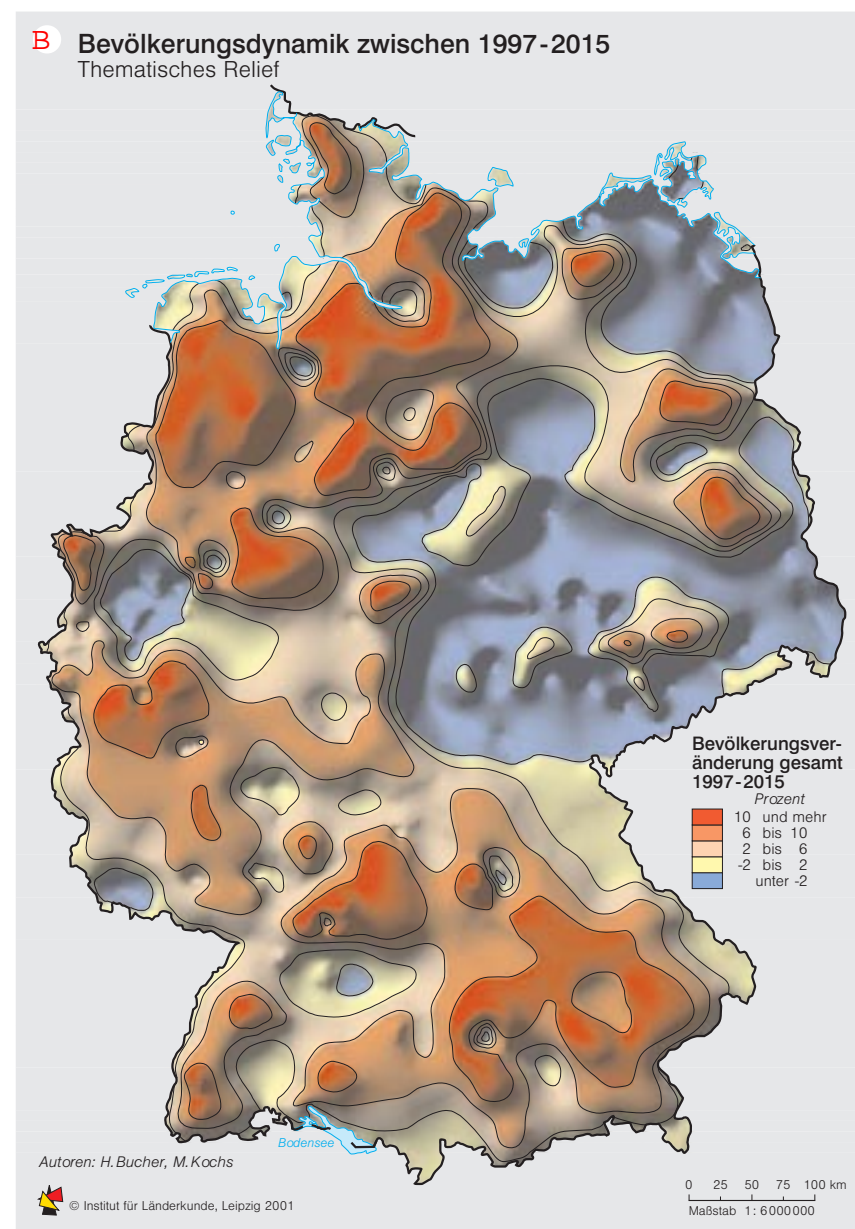 B
Bevölkerungsdynamik zwischen 1997-2015
Thematisches Relief
Bevölkerungsver-
änderung gesamt
1997-2015
Prozent
10 und mehr
6 bis 10
2 bis 6
-2 bis 2
unter -2
Bodensee
Autoren: H.Bucher, M.Kochs
© Institut für Länderkunde, Leipzig 2001
0 25 50 75 100 km
Maßstab 1:6000000